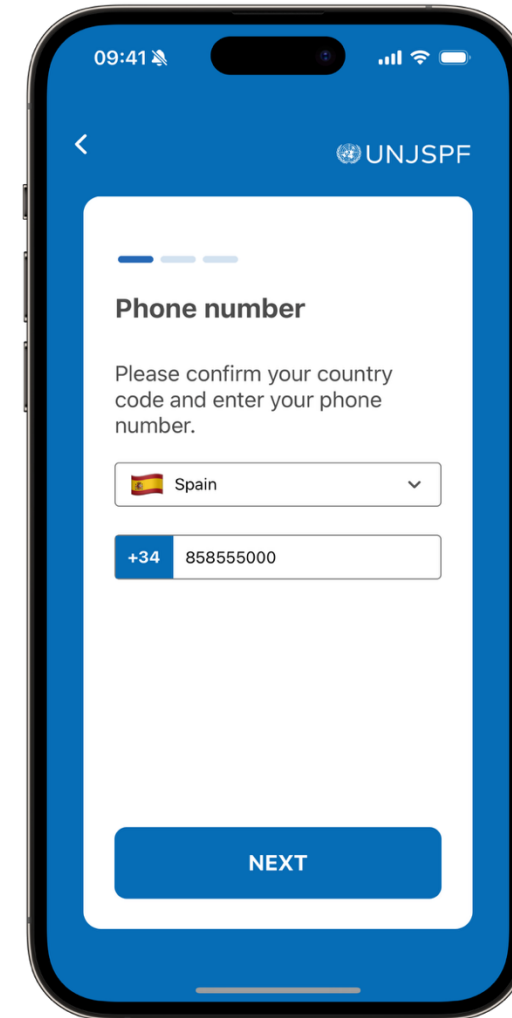 09:41
UNJSPF
Phone number
Please confirm your country
code and enter your phone
number.
Spain
+34 858555000
NEXT